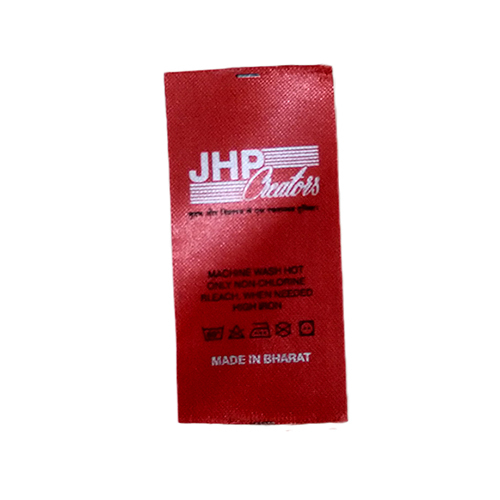 JHP
Creators
MACHINE WASH HOT
ONLY NON-CHLORINE
BLEACH, WHEN NEEDED
HIGH IRON
MADE IN BHARAT